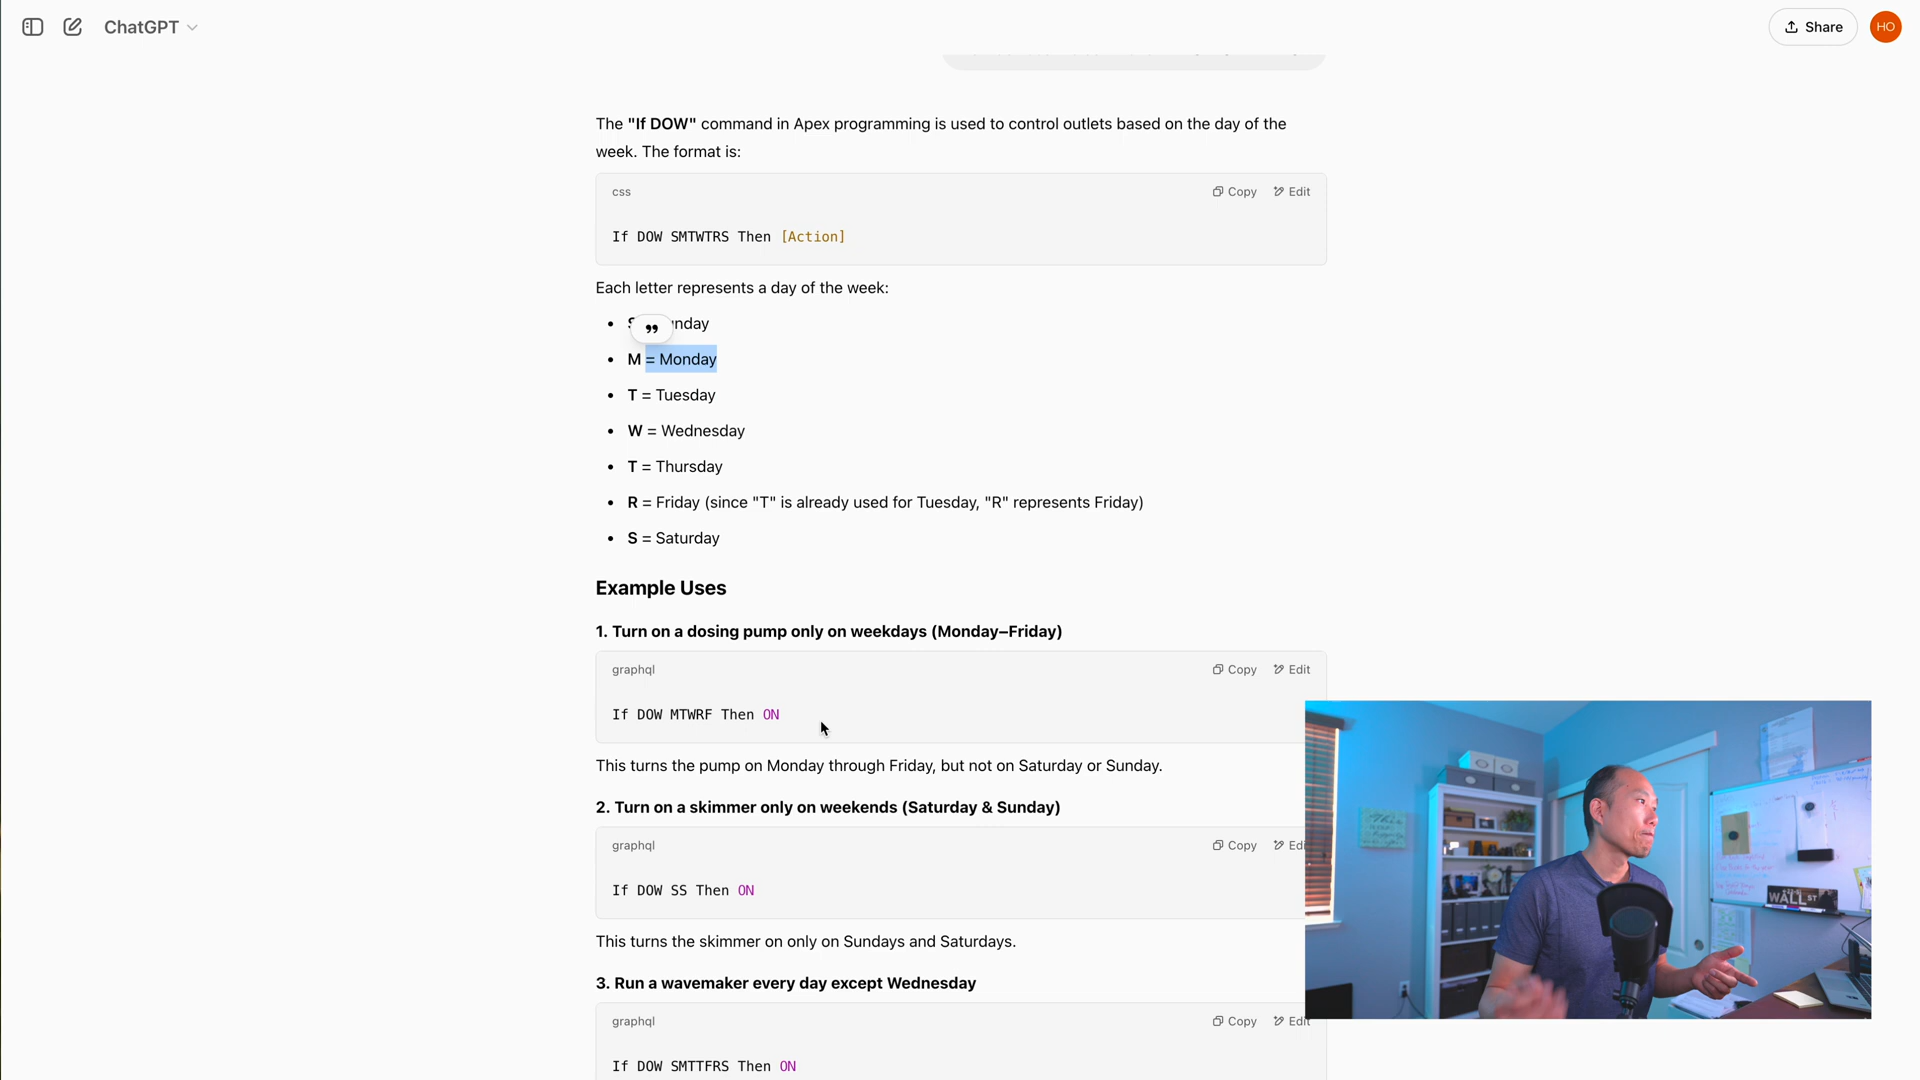 ChatGPT
Share
HO
The "If DOW" command in Apex programming is used to control outlets based on the day of the
week. The format is:
css
Copy
Edit
If DOW SMTWTRS Then [Action]
Each letter represents a day of the week:
M = Monday
T = Tuesday
W = Wednesday
T = Thursday
R = Friday (since "T" is already used for Tuesday, "R" represents Friday)
S = Saturday
Example Uses
1. Turn on a dosing pump only on weekdays (Monday–Friday)
graphql
Copy
Edit
If DOW MTWRF Then ON
This turns the pump on Monday through Friday, but not on Saturday or Sunday.
2. Turn on a skimmer only on weekends (Saturday & Sunday)
graphql
Copy
If DOW SS Then ON
This turns the skimmer on only on Sundays and Saturdays.
3. Run a wavemaker every day except Wednesday
graphql
Copy
Edit
If DOW SMTTFRS Then ON
WALL ST